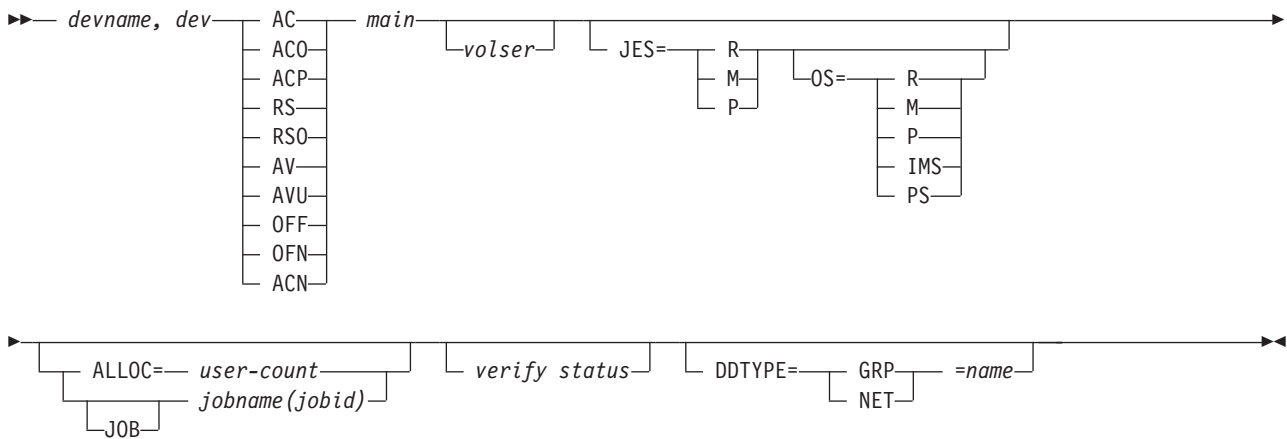 devname, dev AC main
volser
JES= R
M
P
OS= R
M
P
IMS
PS
ACO
ACP
RS
RSO
AV
AVU
OFF
OFN
ACN
ALLOC= user-count
JOB jobname(jobid)
verify status
DDTYPE= GRP =name
NET